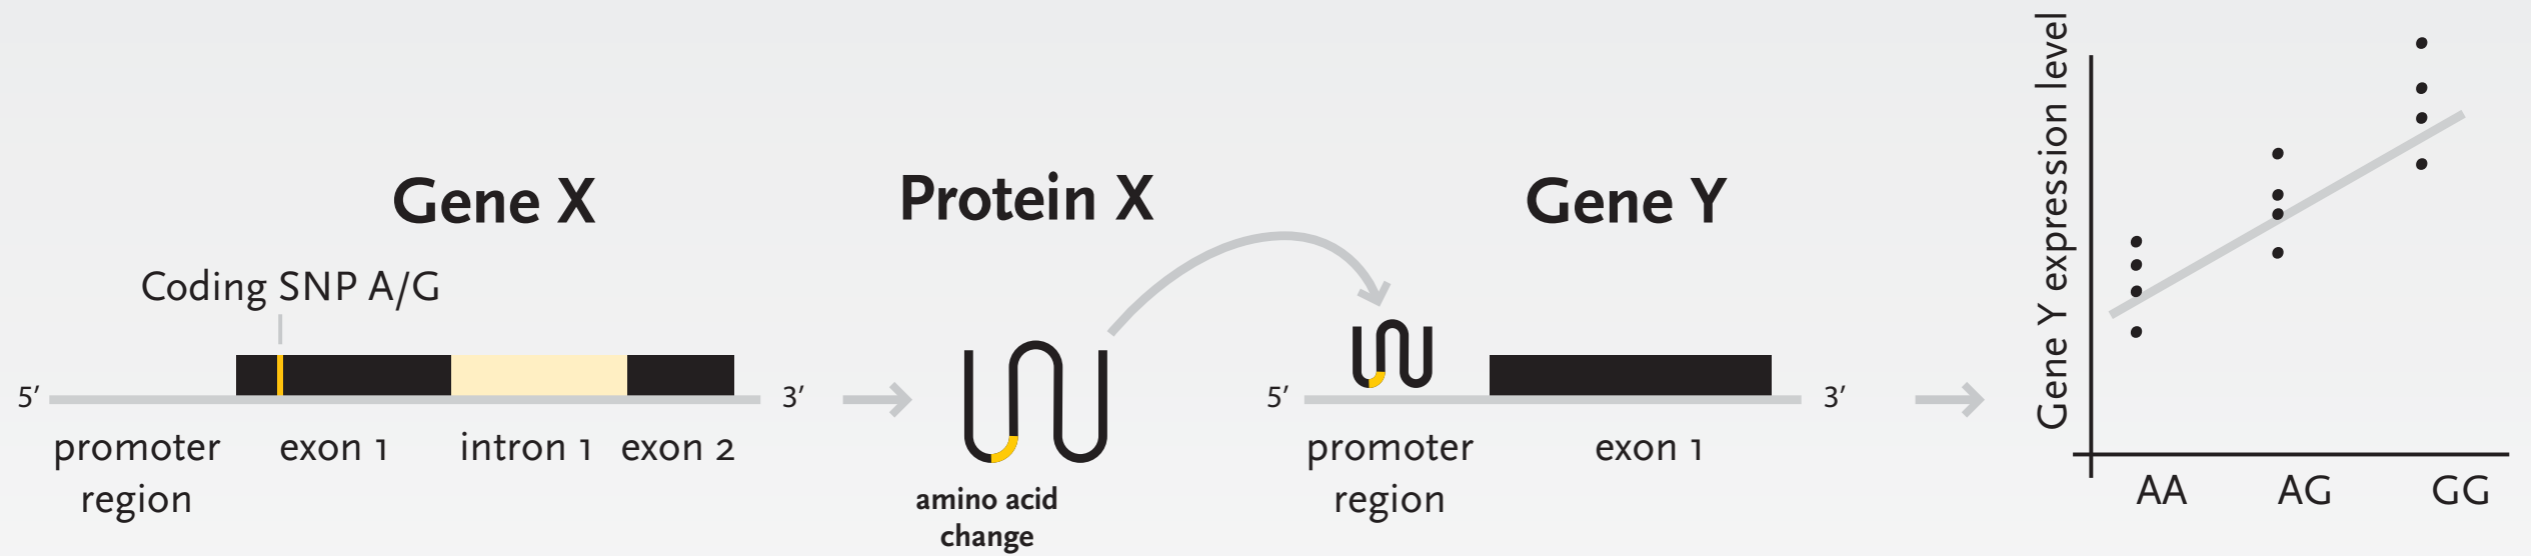 Gene X
Coding SNP A/G
5′
3′
promoter
region
exon 1
intron 1
exon 2
Protein X
amino acid
change
Gene Y
5′
3′
promoter
region
exon 1
Gene Y expression level
AA
AG
GG